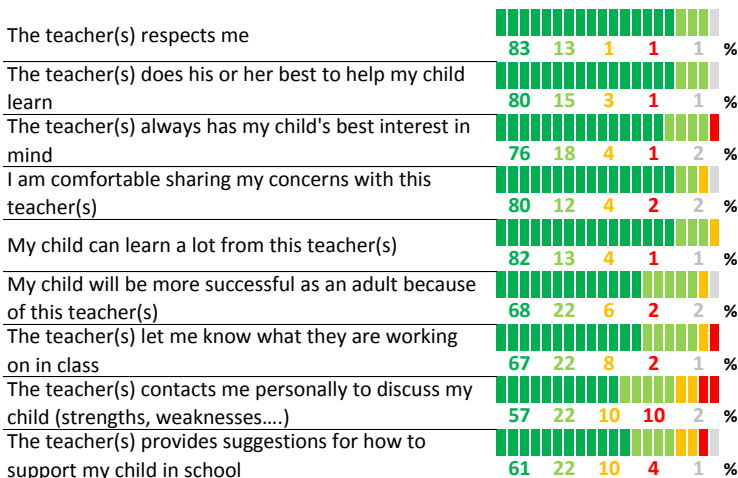 The teacher(s) respects me
83 13 1 1 1 %
The teacher(s) does his or her best to help my child
learn
80 15 3 1 1 %
The teacher(s) always has my child's best interest in
mind
76 18 4 1 2 %
I am comfortable sharing my concerns with this
teacher(s)
80 12 4 2 2 %
My child can learn a lot from this teacher(s)
82 13 4 1 1 %
My child will be more successful as an adult because
of this teacher(s)
68 22 6 2 2 %
The teacher(s) let me know what they are working
on in class
67 22 8 2 1 %
The teacher(s) contacts me personally to discuss my
child (strengths, weaknesses....)
57 22 10 10 2 %
The teacher(s) provides suggestions for how to
support my child in school
61 22 10 4 1 %